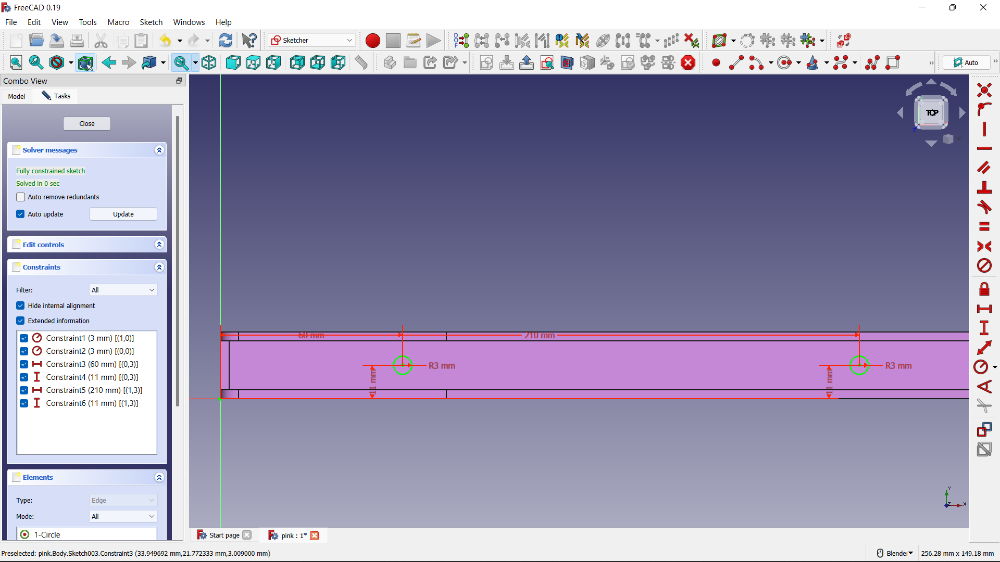 FreeCAD 0.19
File Edit View Tools Macro Sketch Windows Help
Sketcher
Auto
Combo View
Model Tasks
Close
Solver messages
Fully constrained sketch
Solved in 0 sec
Auto remove redundants
Auto update Update
Edit controls
Constraints
Filter: All
Hide internal alignment
Extended information
Constraint1 (3 mm) [(1,0)]
Constraint2 (3 mm) [(0,0)]
Constraint3 (60 mm) [(0,3)]
Constraint4 (11 mm) [(0,3)]
Constraint5 (210 mm) [(1,3)]
Constraint6 (11 mm) [(1,3)]
Elements
Type: Edge
Mode: All
1-Circle
TOP
Z
60 mm 210 mm
R3 mm R3 mm
11 mm 11 mm
Y
Z X
Start page pink : 1*
Preselected: pink.Body.Sketch003.Constraint3 (33.949692 mm,21.772333 mm,3.009000 mm)
Blender 256.28 mm x 149.18 mm